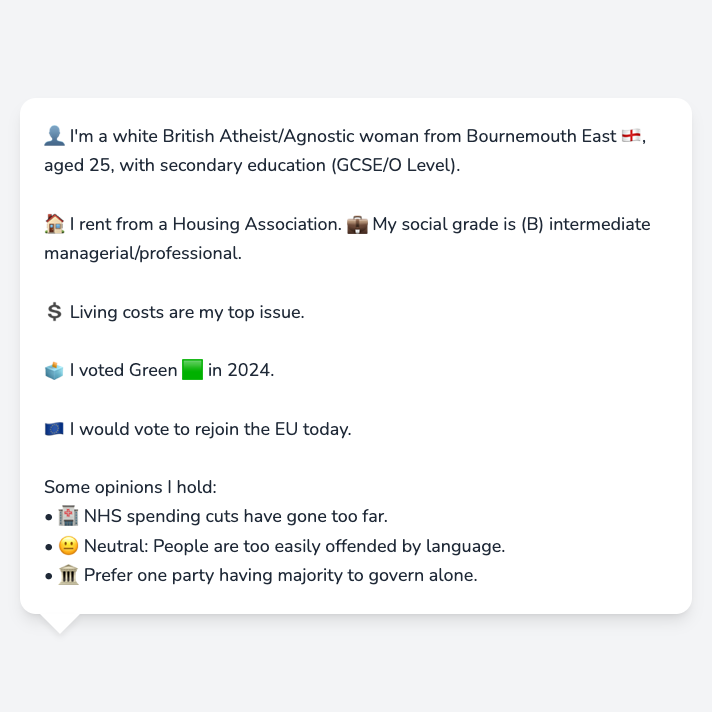 👤 I'm a white British Atheist/Agnostic woman from Bournemouth East 🏴󠁧󠁢󠁥󠁮󠁧󠁿,
aged 25, with secondary education (GCSE/O Level).
🏠 I rent from a Housing Association. 💼 My social grade is (B) intermediate
managerial/professional.
💲 Living costs are my top issue.
🗳️ I voted Green 🟩 in 2024.
🇪🇺 I would vote to rejoin the EU today.
Some opinions I hold:
• 🏥 NHS spending cuts have gone too far.
• 😐 Neutral: People are too easily offended by language.
• 🏛️ Prefer one party having majority to govern alone.